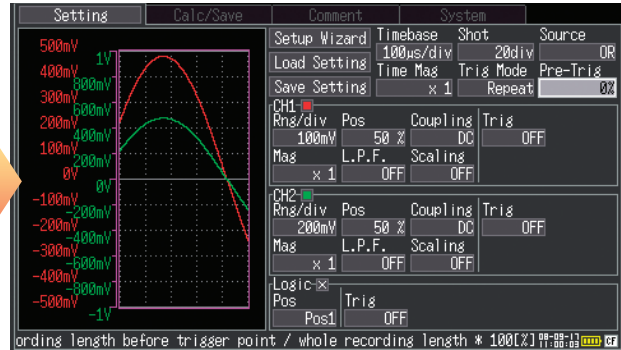 Setting Calc/Save Comment System
500mV
1V
400mV
800mV
300mV
600mV
200mV
400mV
100mV
200mV
0V
0V
-100mV
-200mV
-200mV
-400mV
-300mV
-600mV
-400mV
-800mV
-500mV
-1V
Setup Wizard Timebase Shot Source
100µs/div 20div OR
Load Setting Time Mag Trig Mode Pre-Trig
Save Setting x 1 Repeat 0%
CH1-
Rng/div Pos Coupling Trig
100mV 50 % DC OFF
Mag L.P.F. Scaling
x 1 OFF OFF
CH2-
Rng/div Pos Coupling Trig
200mV 50 % DC OFF
Mag L.P.F. Scaling
x 1 OFF OFF
Logic-
Pos Trig
Pos1 OFF
ording length before trigger point / whole recording length * 100[%] CF